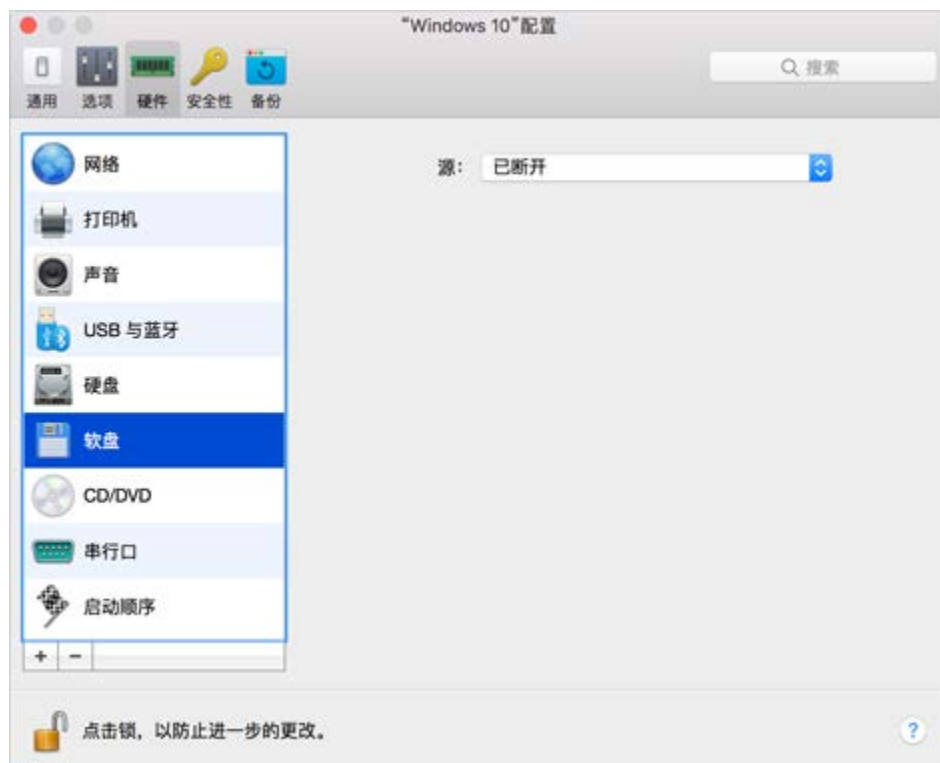 “Windows 10”配置
通用 选项 硬件 安全性 备份
搜索
网络
源： 已断开
打印机
声音
USB 与蓝牙
硬盘
软盘
CD/DVD
串行口
启动顺序
+ −
点击锁，以防止进一步的更改。
?